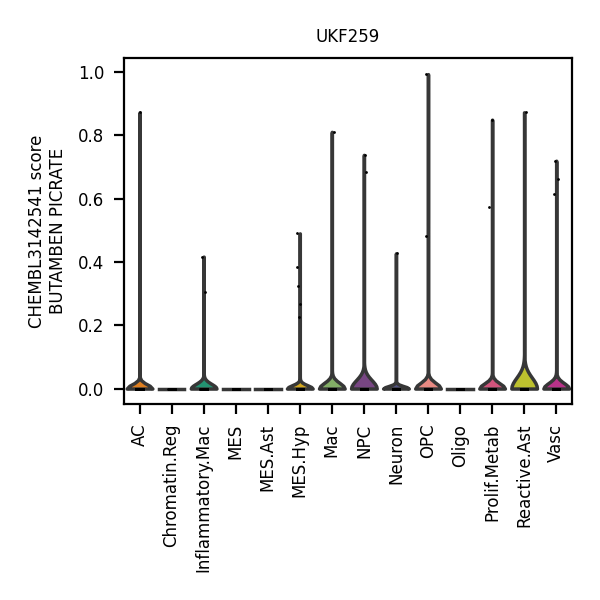 UKF259
CHEMBL3142541 score
BUTAMBEN PICRATE
1.0
0.8
0.6
0.4
0.2
0.0
AC
Chromatin.Reg
Inflammatory.Mac
MES
MES.Ast
MES.Hyp
Mac
NPC
Neuron
OPC
Oligo
Prolif.Metab
Reactive.Ast
Vasc